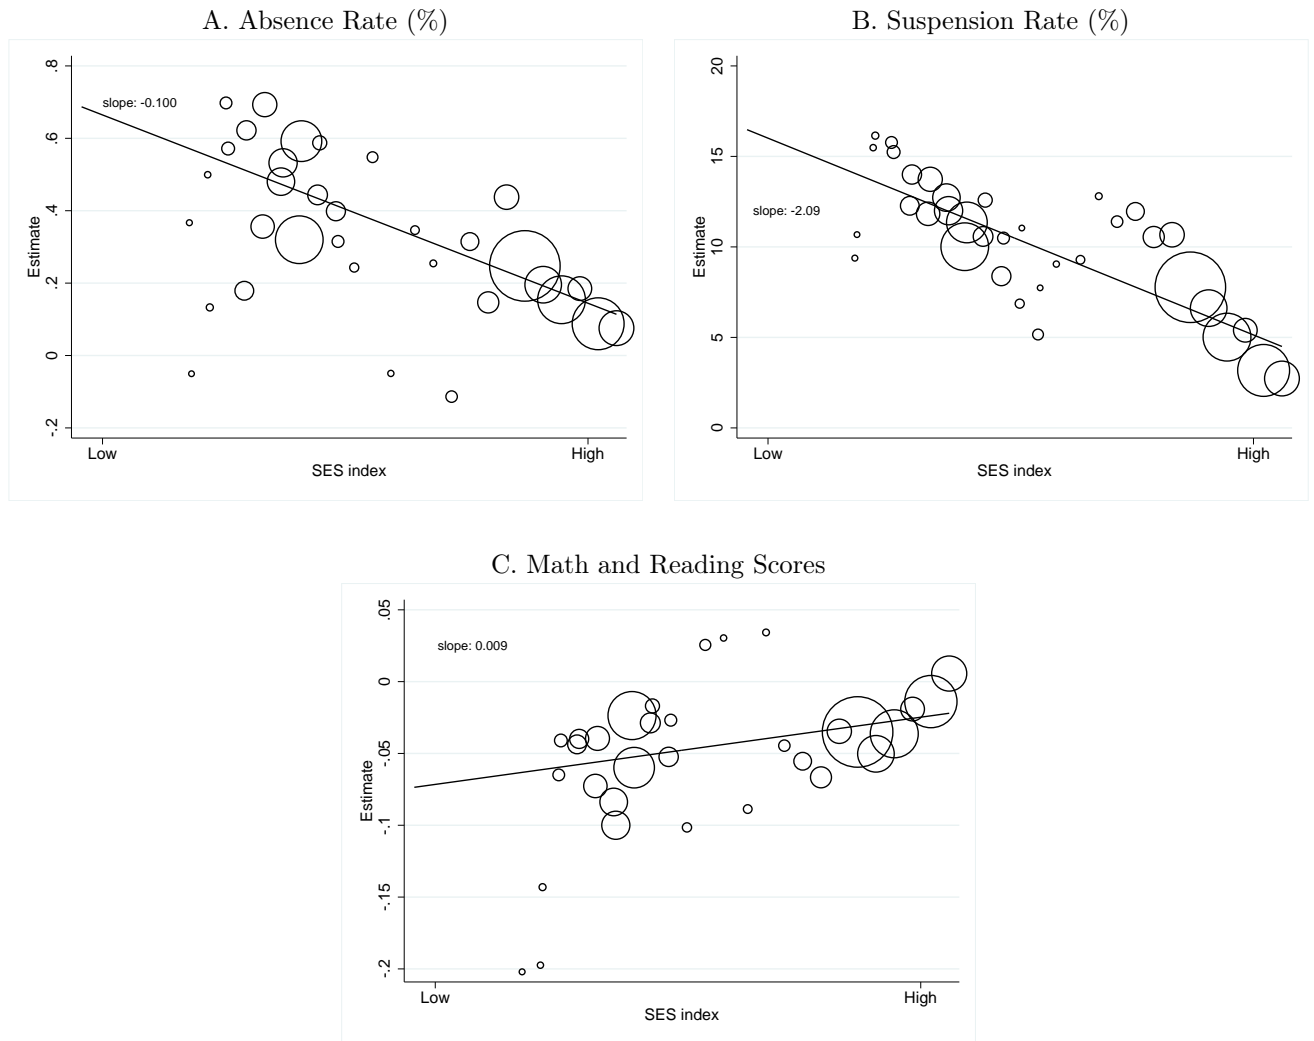 A. Absence Rate (%)
.8
.6
.4
.2
0
-.2
Estimate
slope: -0.100
Low
High
SES index
B. Suspension Rate (%)
20
15
10
5
0
Estimate
slope: -2.09
Low
High
SES index
C. Math and Reading Scores
.05
0
-.05
-.1
-.15
-.2
Estimate
slope: 0.009
Low
High
SES index